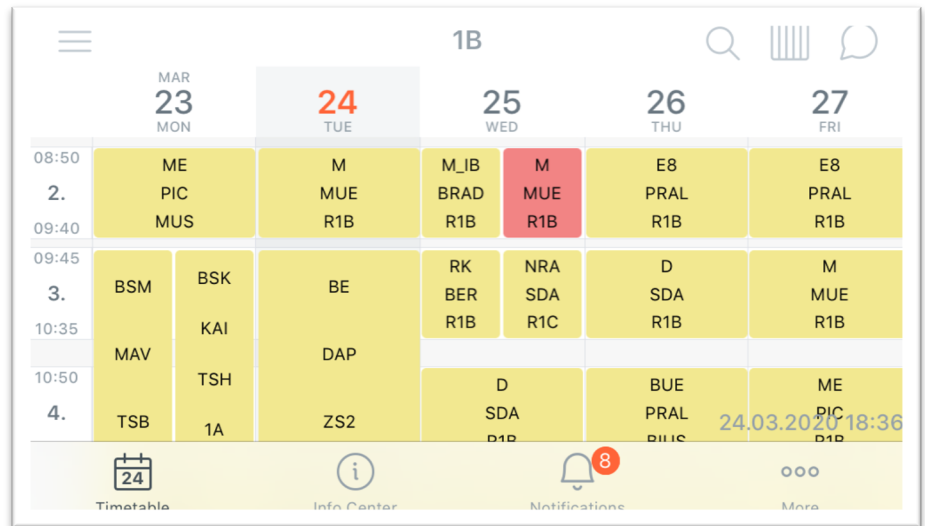 1B
MAR
23 24 25 26 27
MON TUE WED THU FRI
08:50
2.
09:40
ME
PIC
MUS
M
MUE
R1B
M_IB
BRAD
R1B
M
MUE
R1B
E8
PRAL
R1B
E8
PRAL
R1B
09:45
3.
10:35
BSM
MAV
TSB
BSK
KAI
TSH
1A
BE
DAP
ZS2
RK
BER
R1B
NRA
SDA
R1C
D
SDA
R1B
M
MUE
R1B
10:50
4.
D
SDA
R1B
BUE
PRAL
BIUS
ME
PIC
R1B
24.03.2020 18:36
24
8
Timetable Info Center Notifications More